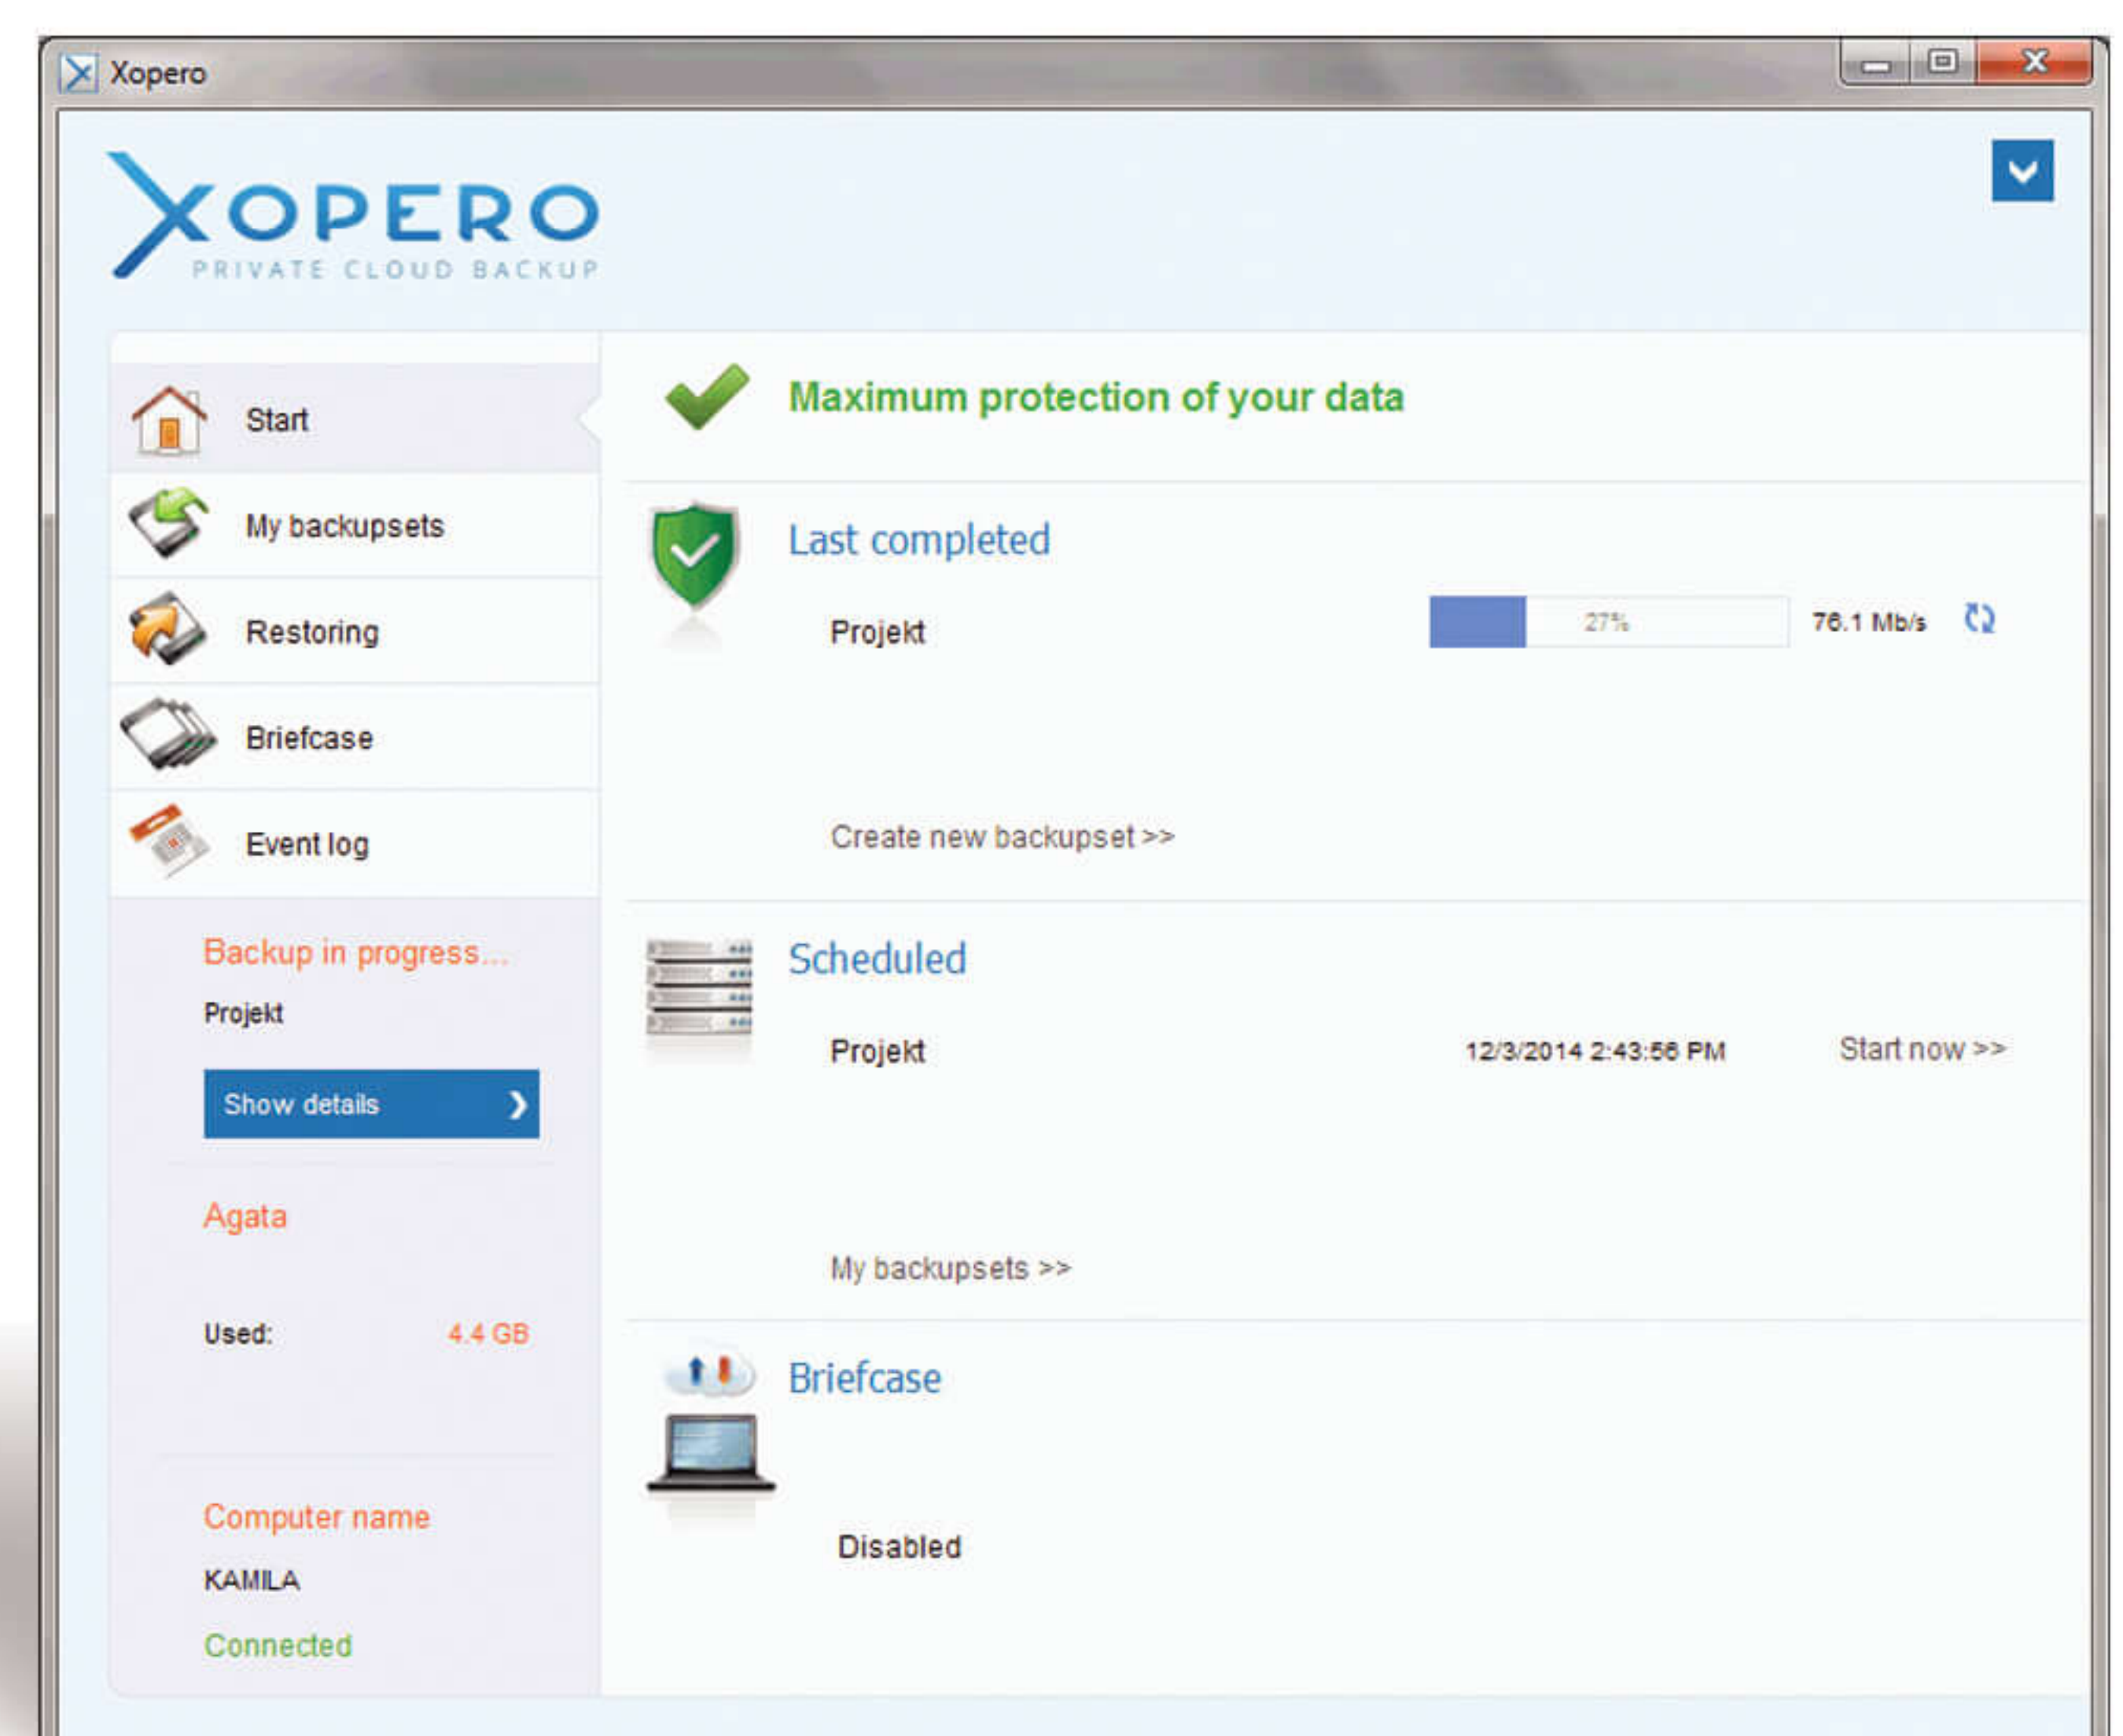 Xopero
XOPERO
PRIVATE CLOUD BACKUP
Start
My backupsets
Restoring
Briefcase
Event log
Backup in progress...
Projekt
Show details
Agata
Used: 4.4 GB
Computer name
KAMILA
Connected
Maximum protection of your data
Last completed
Projekt 27% 76.1 Mb/s
Create new backupset >>
Scheduled
Projekt 12/3/2014 2:43:56 PM Start now >>
My backupsets >>
Briefcase
Disabled